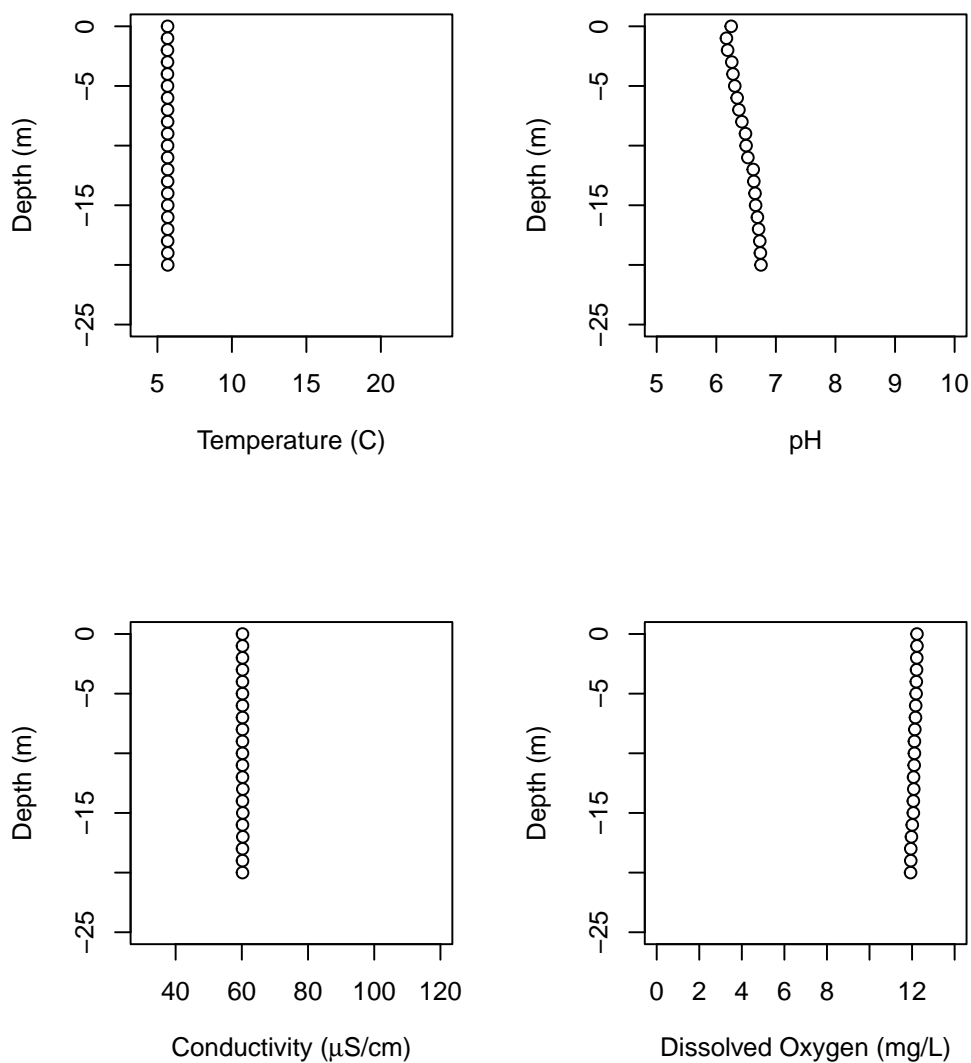 0
−5
−15
−25
Depth (m)
5 10 15 20
Temperature (C)
0
−5
−15
−25
Depth (m)
5 6 7 8 9 10
pH
0
−5
−15
−25
Depth (m)
40 60 80 100 120
Conductivity (μS/cm)
0
−5
−15
−25
Depth (m)
0 2 4 6 8 12
Dissolved Oxygen (mg/L)